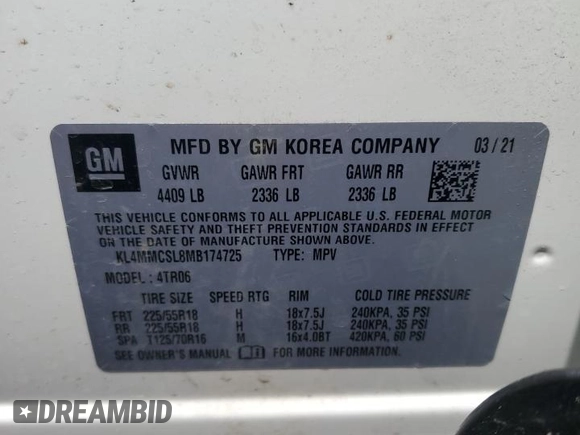 GM
MFD BY GM KOREA COMPANY 03/21
GVWR GAWR FRT GAWR RR
4409 LB 2336 LB 2336 LB
THIS VEHICLE CONFORMS TO ALL APPLICABLE U.S. FEDERAL MOTOR
VEHICLE SAFETY AND THEFT PREVENTION STANDARDS IN EFFECT
ON THE DATE OF MANUFACTURE SHOWN ABOVE.
KL4MMCSL8MB174725 TYPE: MPV
MODEL: 4TR06
TIRE SIZE SPEED RTG RIM COLD TIRE PRESSURE
FRT 225/55R18 H 18x7.5J 240KPA, 35 PSI
RR 225/55R18 H 18x7.5J 240KPA, 35 PSI
SPA T125/70R16 M 16x4.0BT 420KPA, 60 PSI
SEE OWNER'S MANUAL FOR MORE INFORMATION
DREAMBID